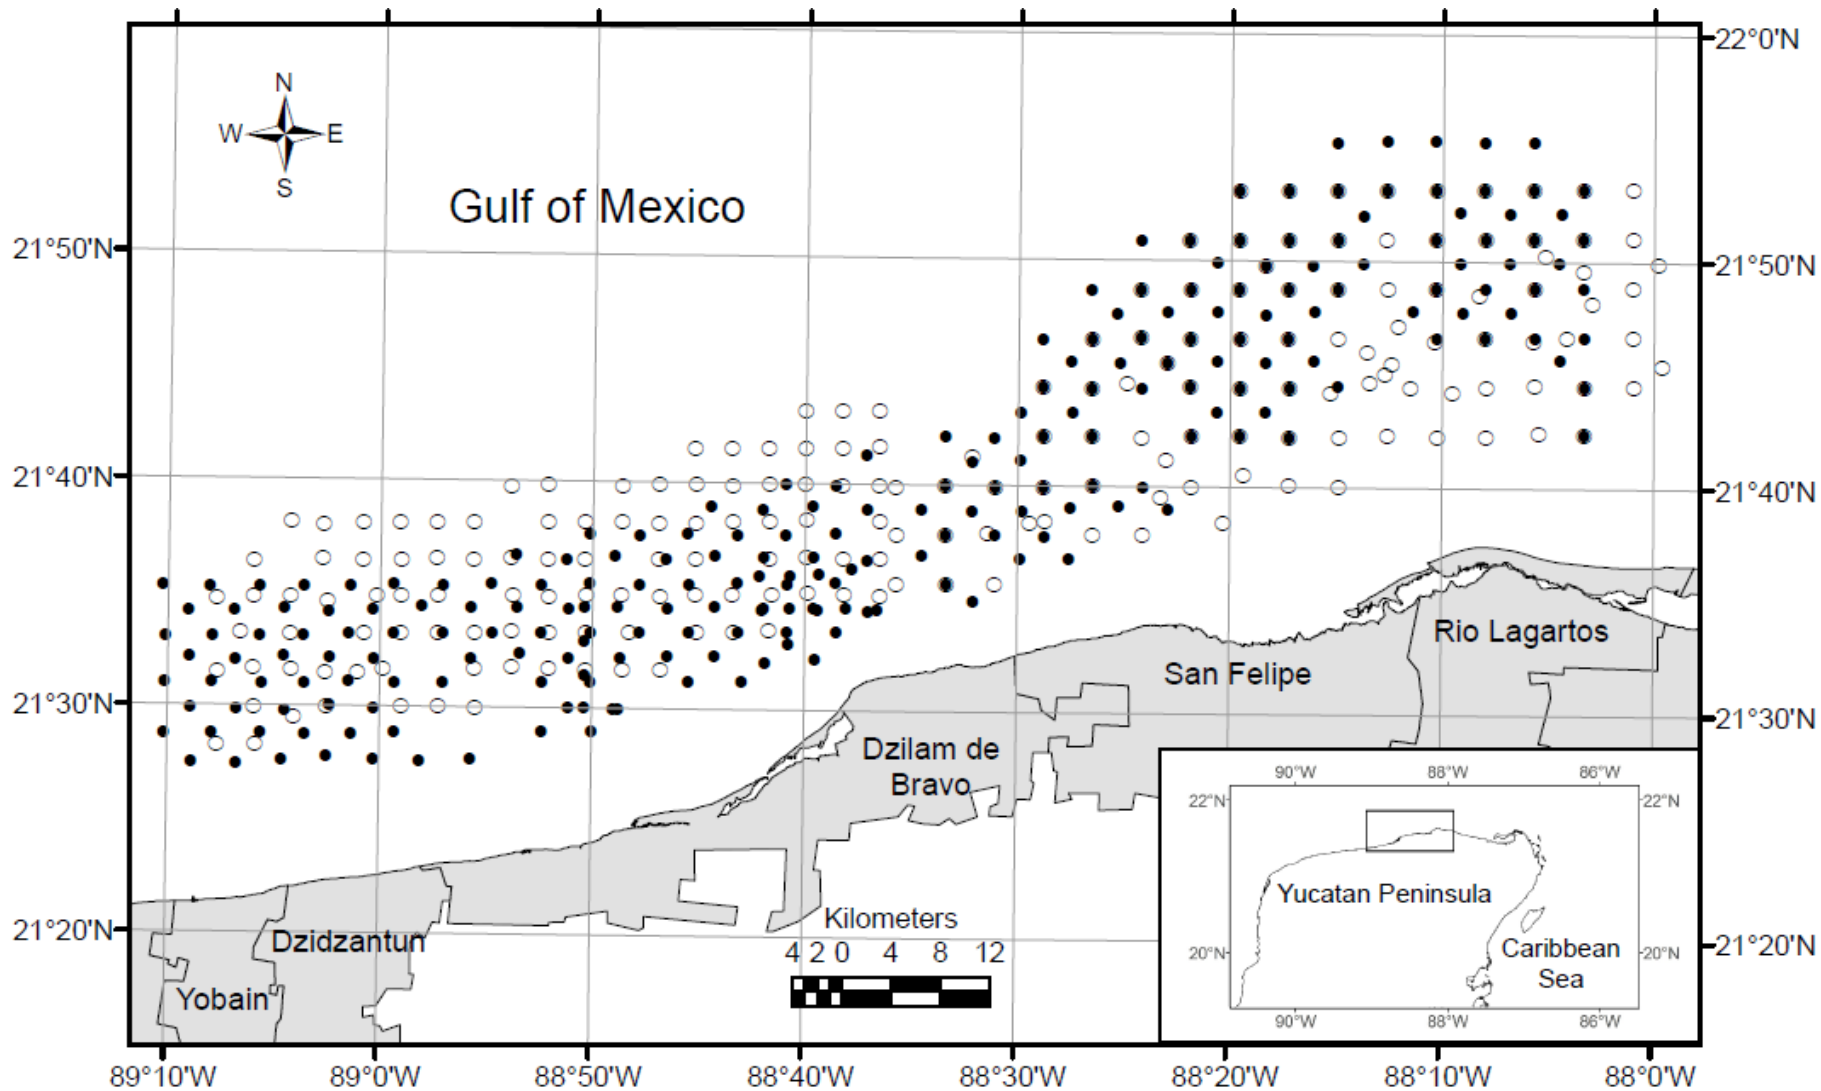 22°0'N
N
W E
S
Gulf of Mexico
21°50'N
21°50'N
21°40'N
21°40'N
Rio Lagartos
San Felipe
21°30'N
21°30'N
Dzilam de
Bravo
90°W 88°W 86°W
22°N 22°N
Yucatan Peninsula
Caribbean
Sea
20°N 20°N
90°W 88°W 86°W
Kilometers
4 2 0 4 8 12
21°20'N
21°20'N
Dzidzantun
Yobain
89°10'W 89°0'W 88°50'W 88°40'W 88°30'W 88°20'W 88°10'W 88°0'W